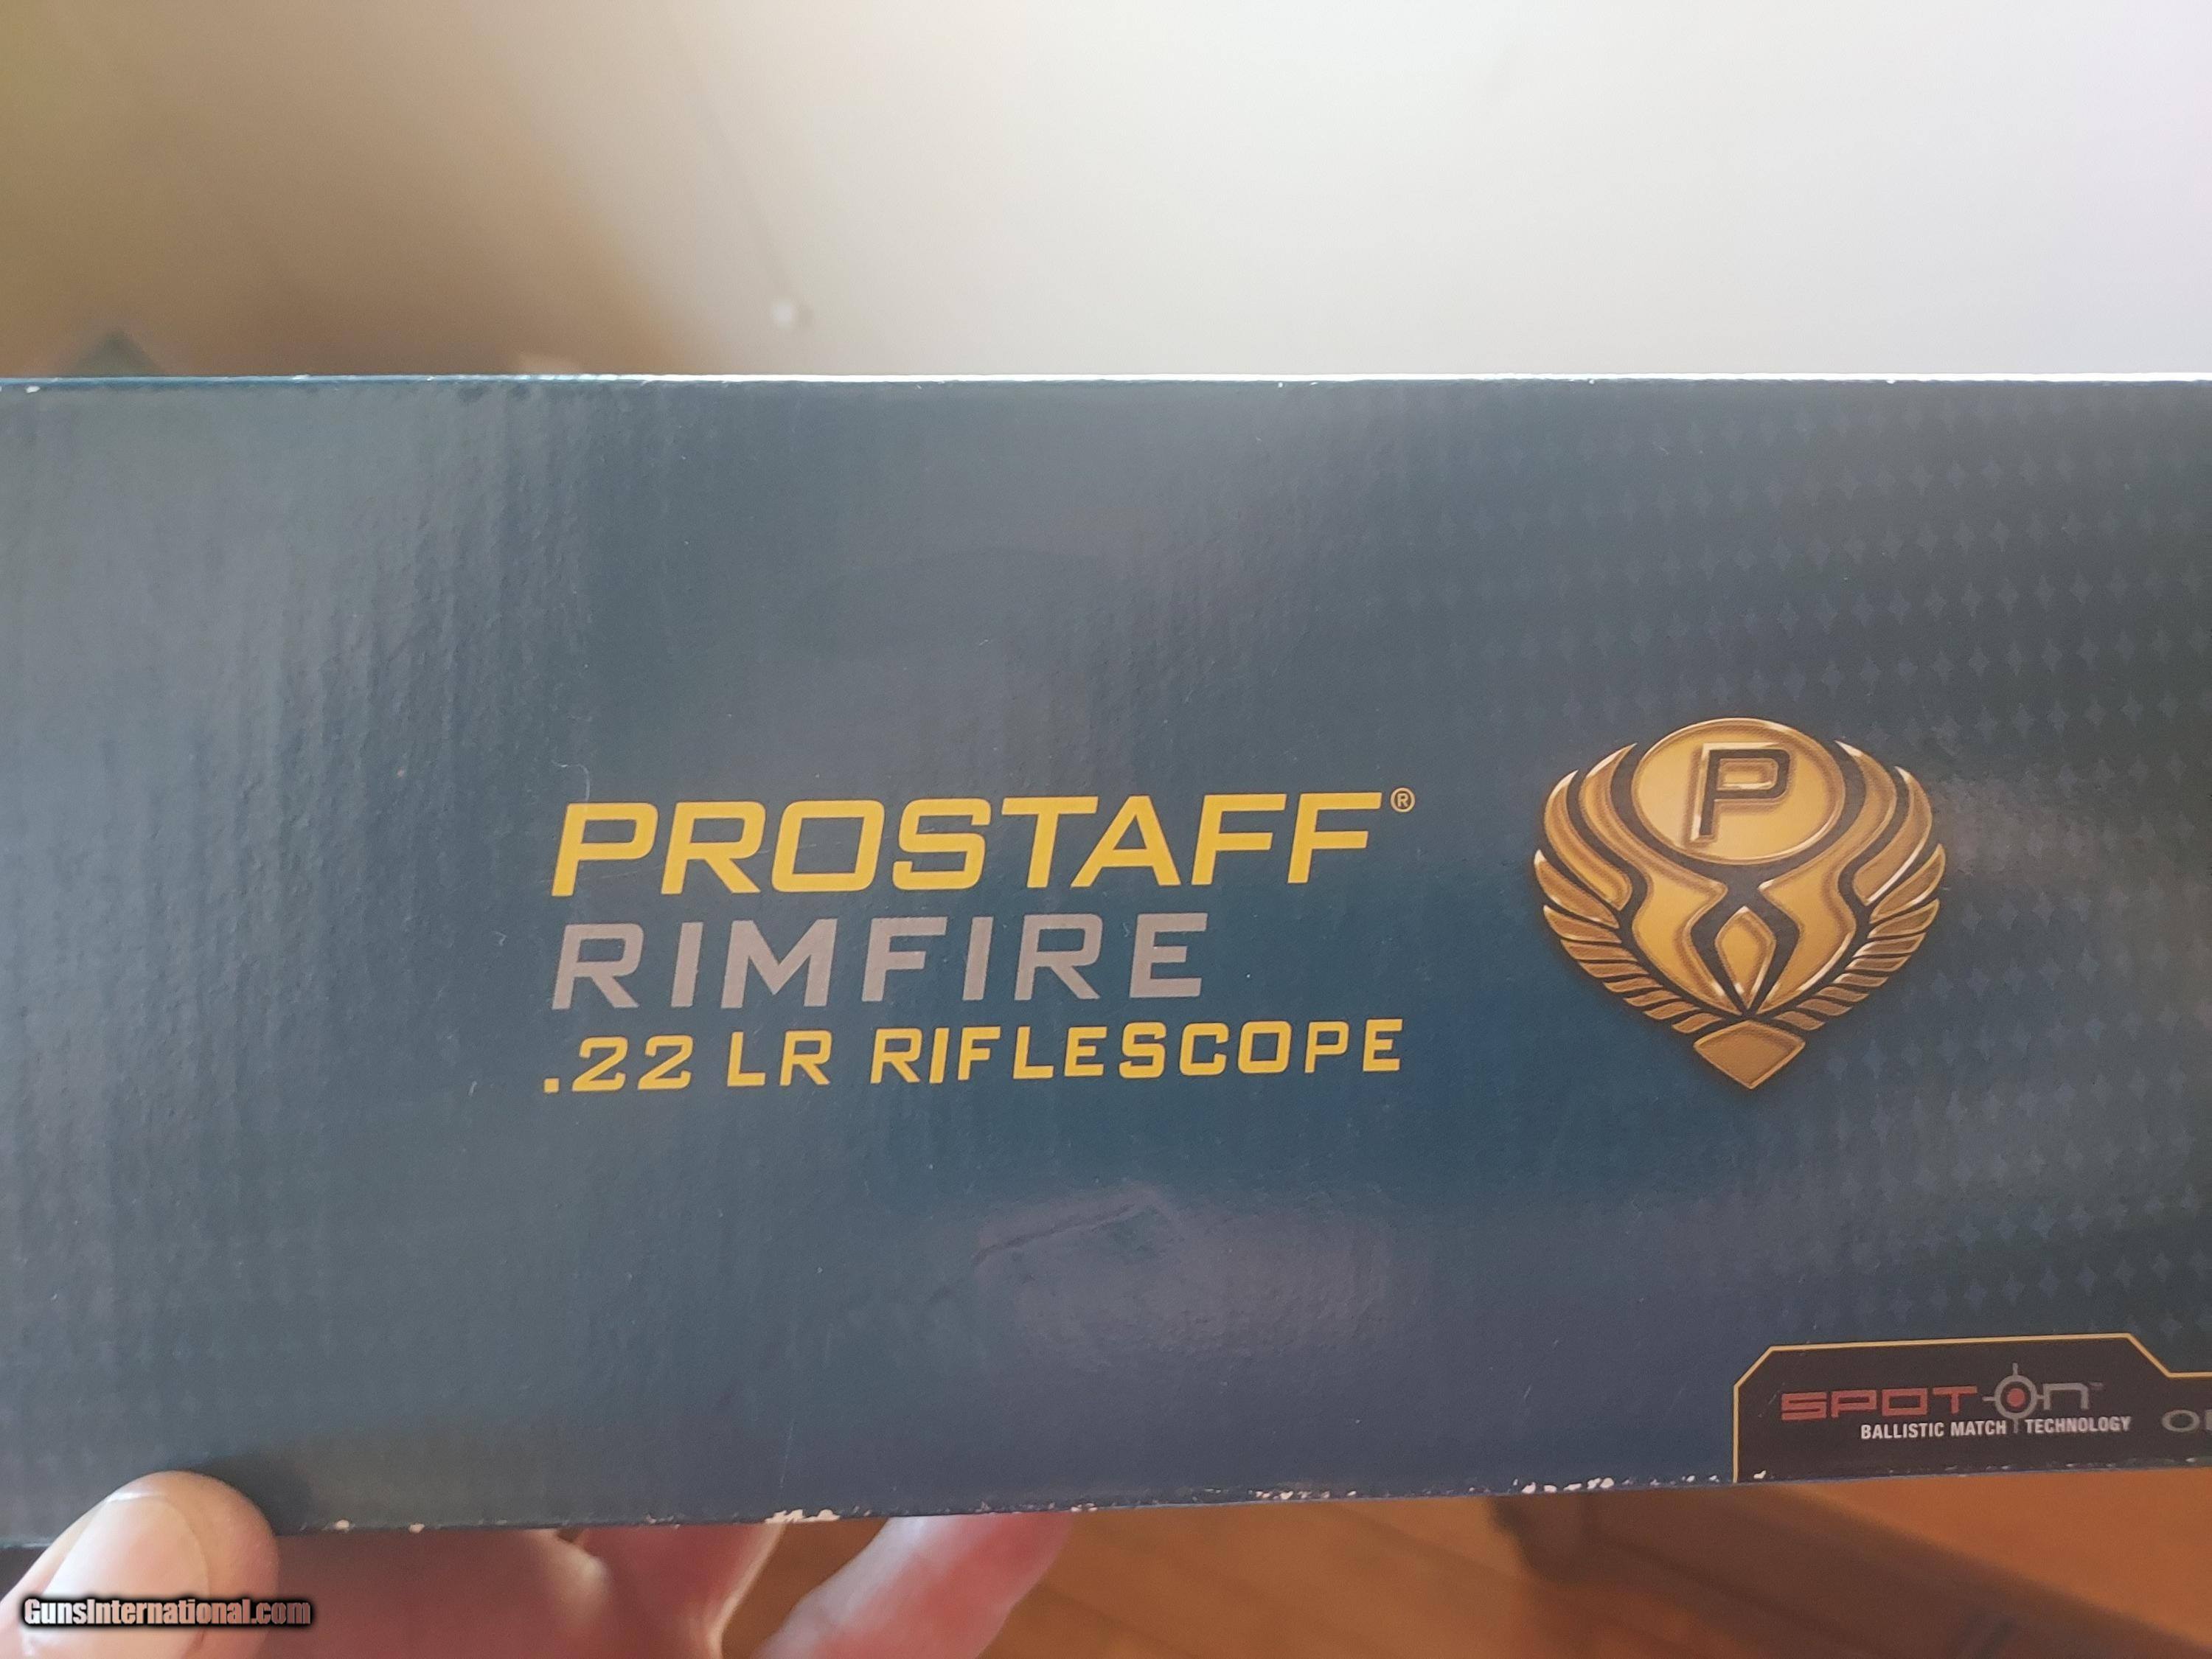 PROSTAFF®
RIMFIRE
.22 LR RIFLESCOPE
P
SPOT-ON™
BALLISTIC MATCH TECHNOLOGY
GunsInternational.com